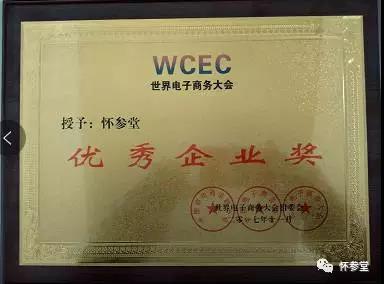 WCEC
世界电子商务大会
授予：怀参堂
优秀企业奖
世界电子商务大会组委会
怀参堂